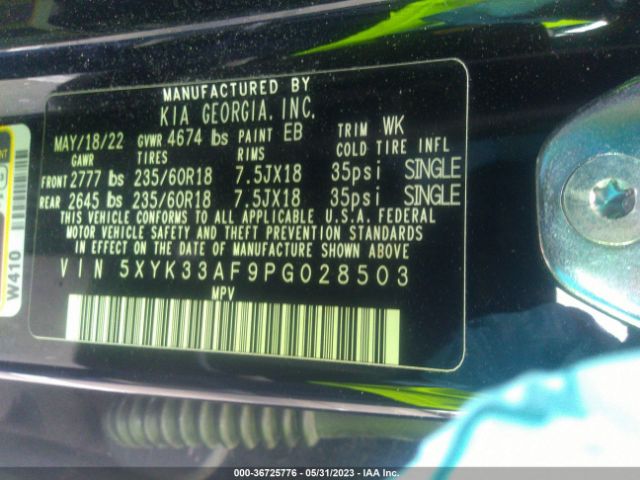 MANUFACTURED BY
KIA GEORGIA, INC.
MAY/18/22 GVWR 4674 lbs PAINT EB TRIM WK
GAWR TIRES RIMS COLD TIRE INFL
FRONT 2777 lbs 235/60R18 7.5JX18 35psi SINGLE
REAR 2645 lbs 235/60R18 7.5JX18 35psi SINGLE
THIS VEHICLE CONFORMS TO ALL APPLICABLE U.S.A. FEDERAL
MOTOR VEHICLE SAFETY AND THEFT PREVENTION STANDARDS
IN EFFECT ON THE DATE OF MANUFACTURE SHOWN ABOVE
VIN 5XYK33AF9PG028503
MPV
W410
000-36725776 - 05/31/2023 - IAA Inc.